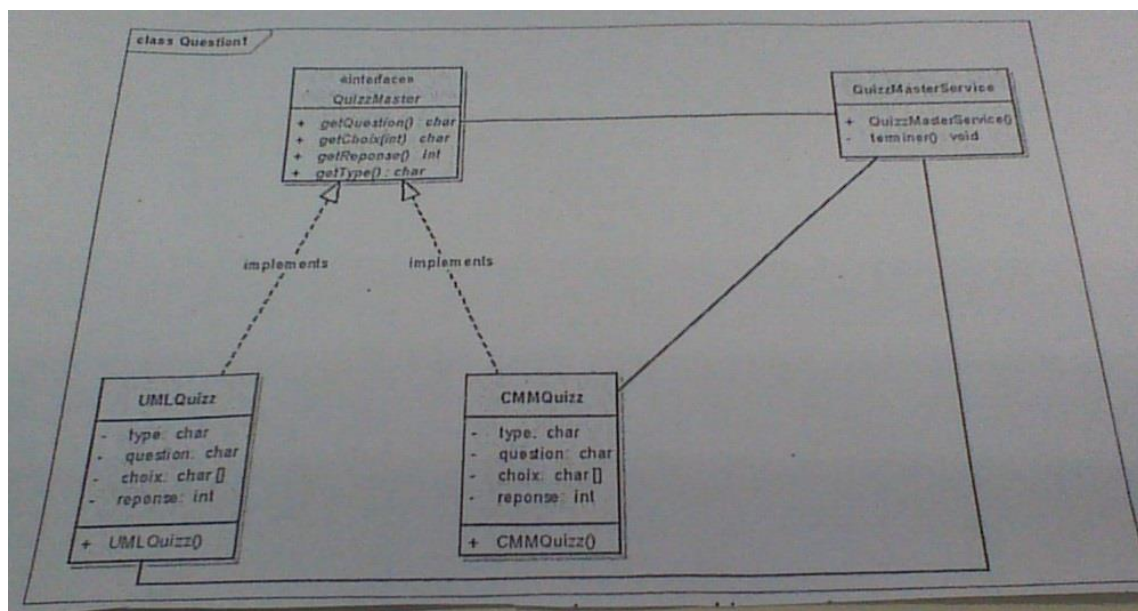 class Question1
«interface»
QuizzMaster
+ getQuestion() : char
+ getChoix(int) : char
+ getReponse() : int
+ getType() : char
QuizzMasterService
+ QuizzMasterService()
- terminer() : void
implements
implements
UMLQuizz
- type: char
- question: char
- choix: char []
- reponse: int
+ UMLQuizz()
CMMQuizz
- type: char
- question: char
- choix: char []
- reponse: int
+ CMMQuizz()